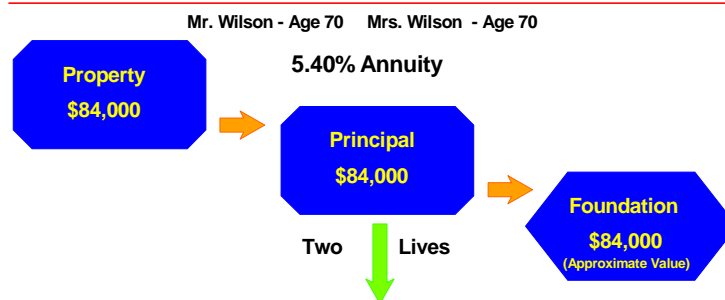 Mr. Wilson - Age 70 Mrs. Wilson - Age 70
5.40% Annuity
Property
$84,000
Principal
$84,000
Foundation
$84,000
(Approximate Value)
Two Lives